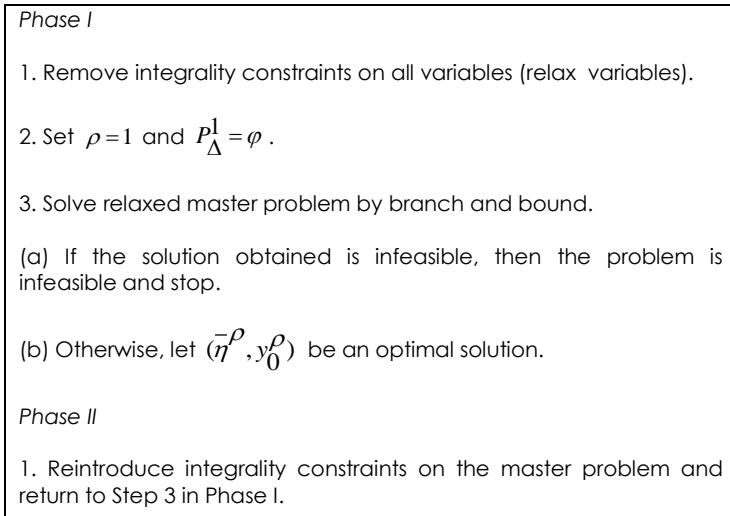 Phase I
1. Remove integrality constraints on all variables (relax variables).
2. Set ρ = 1 and P¹_Δ = φ .
3. Solve relaxed master problem by branch and bound.
(a) If the solution obtained is infeasible, then the problem is
infeasible and stop.
(b) Otherwise, let (η̄^ρ, y₀^ρ) be an optimal solution.
Phase II
1. Reintroduce integrality constraints on the master problem and
return to Step 3 in Phase I.